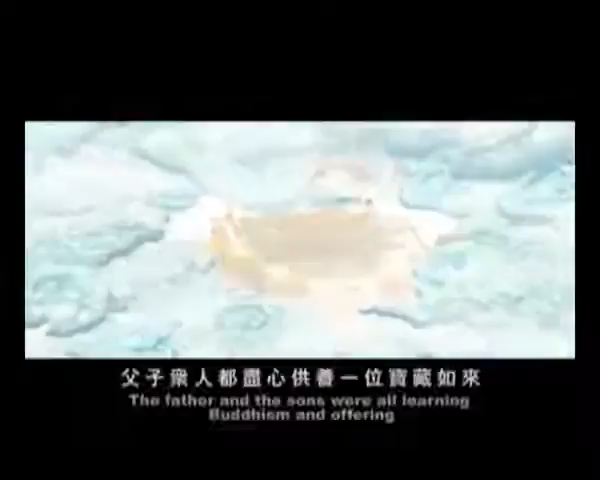 父子衆人都盡心供養一位寶藏如來
The father and the sons were all learning
Buddhism and offering